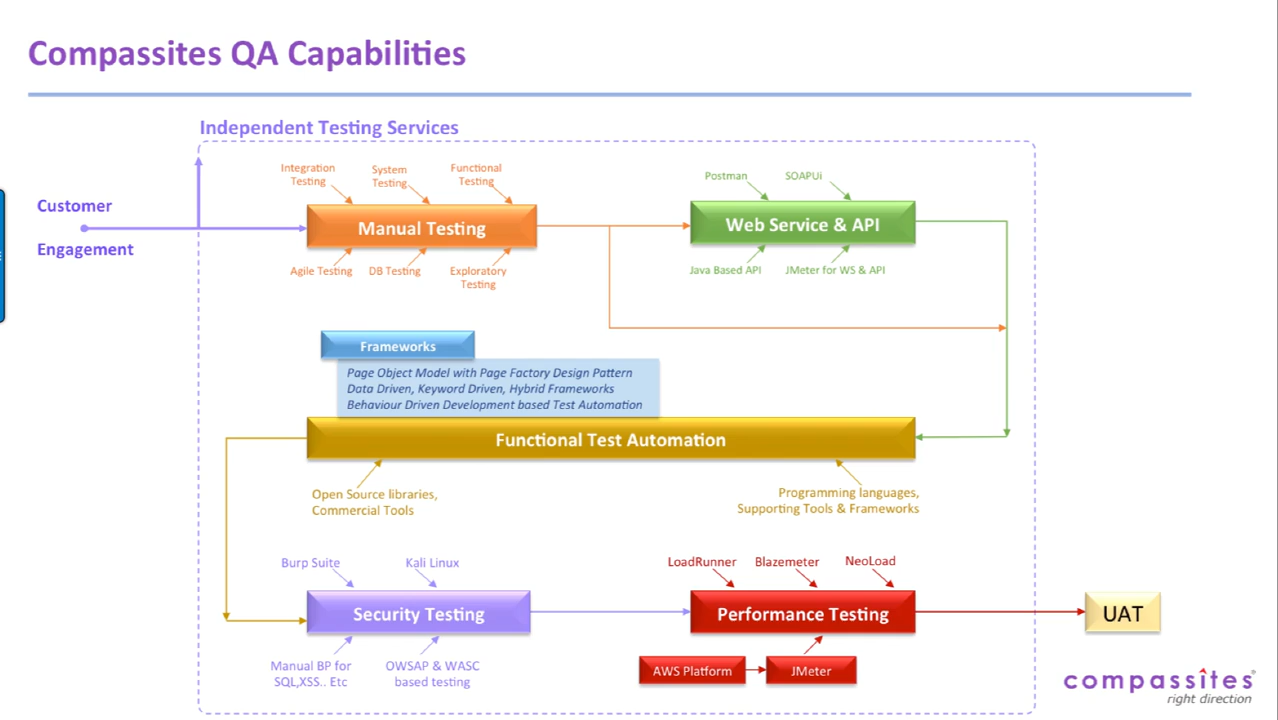 Compassites QA Capabilities
Independent Testing Services
Customer
Engagement
Integration
Testing
System
Testing
Functional
Testing
Manual Testing
Agile Testing
DB Testing
Exploratory
Testing
Postman
SOAPUi
Web Service & API
Java Based API
JMeter for WS & API
Frameworks
Page Object Model with Page Factory Design Pattern
Data Driven, Keyword Driven, Hybrid Frameworks
Behaviour Driven Development based Test Automation
Functional Test Automation
Open Source libraries,
Commercial Tools
Programming languages,
Supporting Tools & Frameworks
Burp Suite
Kali Linux
Security Testing
Manual BP for
SQL,XSS.. Etc
OWSAP & WASC
based testing
LoadRunner
Blazemeter
NeoLoad
Performance Testing
AWS Platform
JMeter
UAT
compassites
right direction